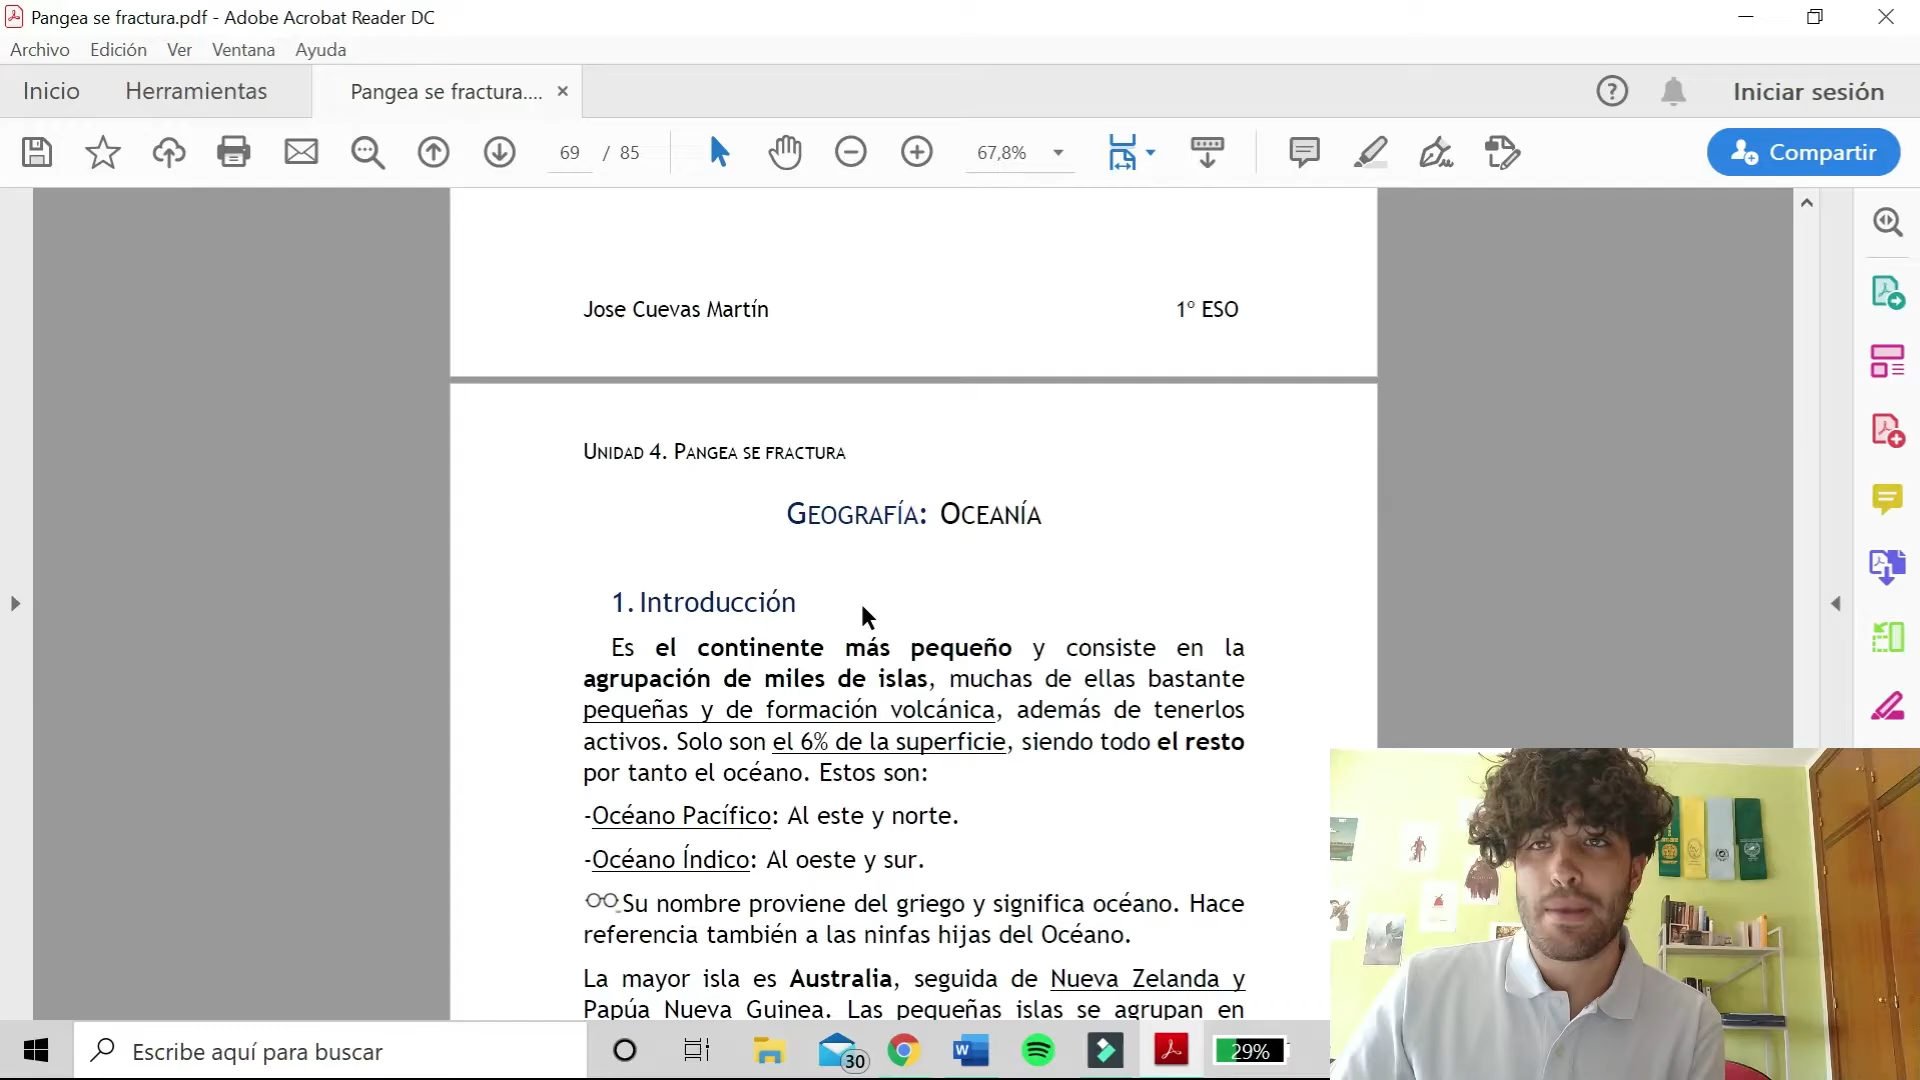 Pangea se fractura.pdf - Adobe Acrobat Reader DC
Archivo Edición Ver Ventana Ayuda
Inicio Herramientas Pangea se fractura.... × Iniciar sesión
69 / 85 67,8% Compartir
Jose Cuevas Martín 1º ESO
UNIDAD 4. PANGEA SE FRACTURA
GEOGRAFÍA: OCEANÍA
1. Introducción
Es el continente más pequeño y consiste en la
agrupación de miles de islas, muchas de ellas bastante
pequeñas y de formación volcánica, además de tenerlos
activos. Solo son el 6% de la superficie, siendo todo el resto
por tanto el océano. Estos son:
-Océano Pacífico: Al este y norte.
-Océano Índico: Al oeste y sur.
Su nombre proviene del griego y significa océano. Hace
referencia también a las ninfas hijas del Océano.
La mayor isla es Australia, seguida de Nueva Zelanda y
Papúa Nueva Guinea. Las pequeñas islas se agrupan en
Escribe aquí para buscar 30 W 29%